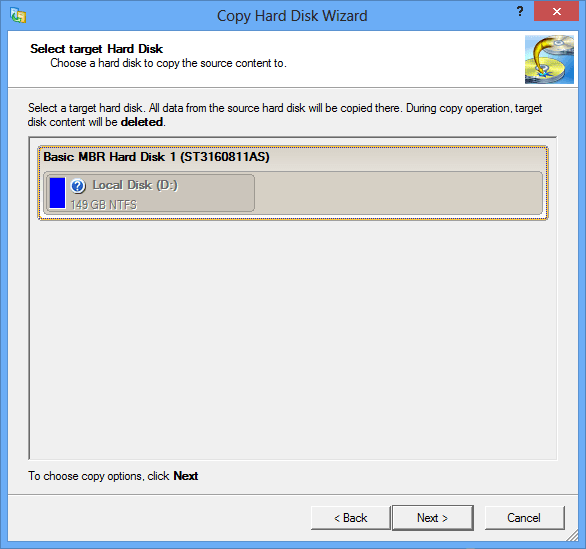 Copy Hard Disk Wizard
?
Select target Hard Disk
Choose a hard disk to copy the source content to.
Select a target hard disk. All data from the source hard disk will be copied there. During copy operation, target
disk content will be deleted.
Basic MBR Hard Disk 1 (ST3160811AS)
? Local Disk (D:)
149 GB NTFS
To choose copy options, click Next
< Back
Next >
Cancel